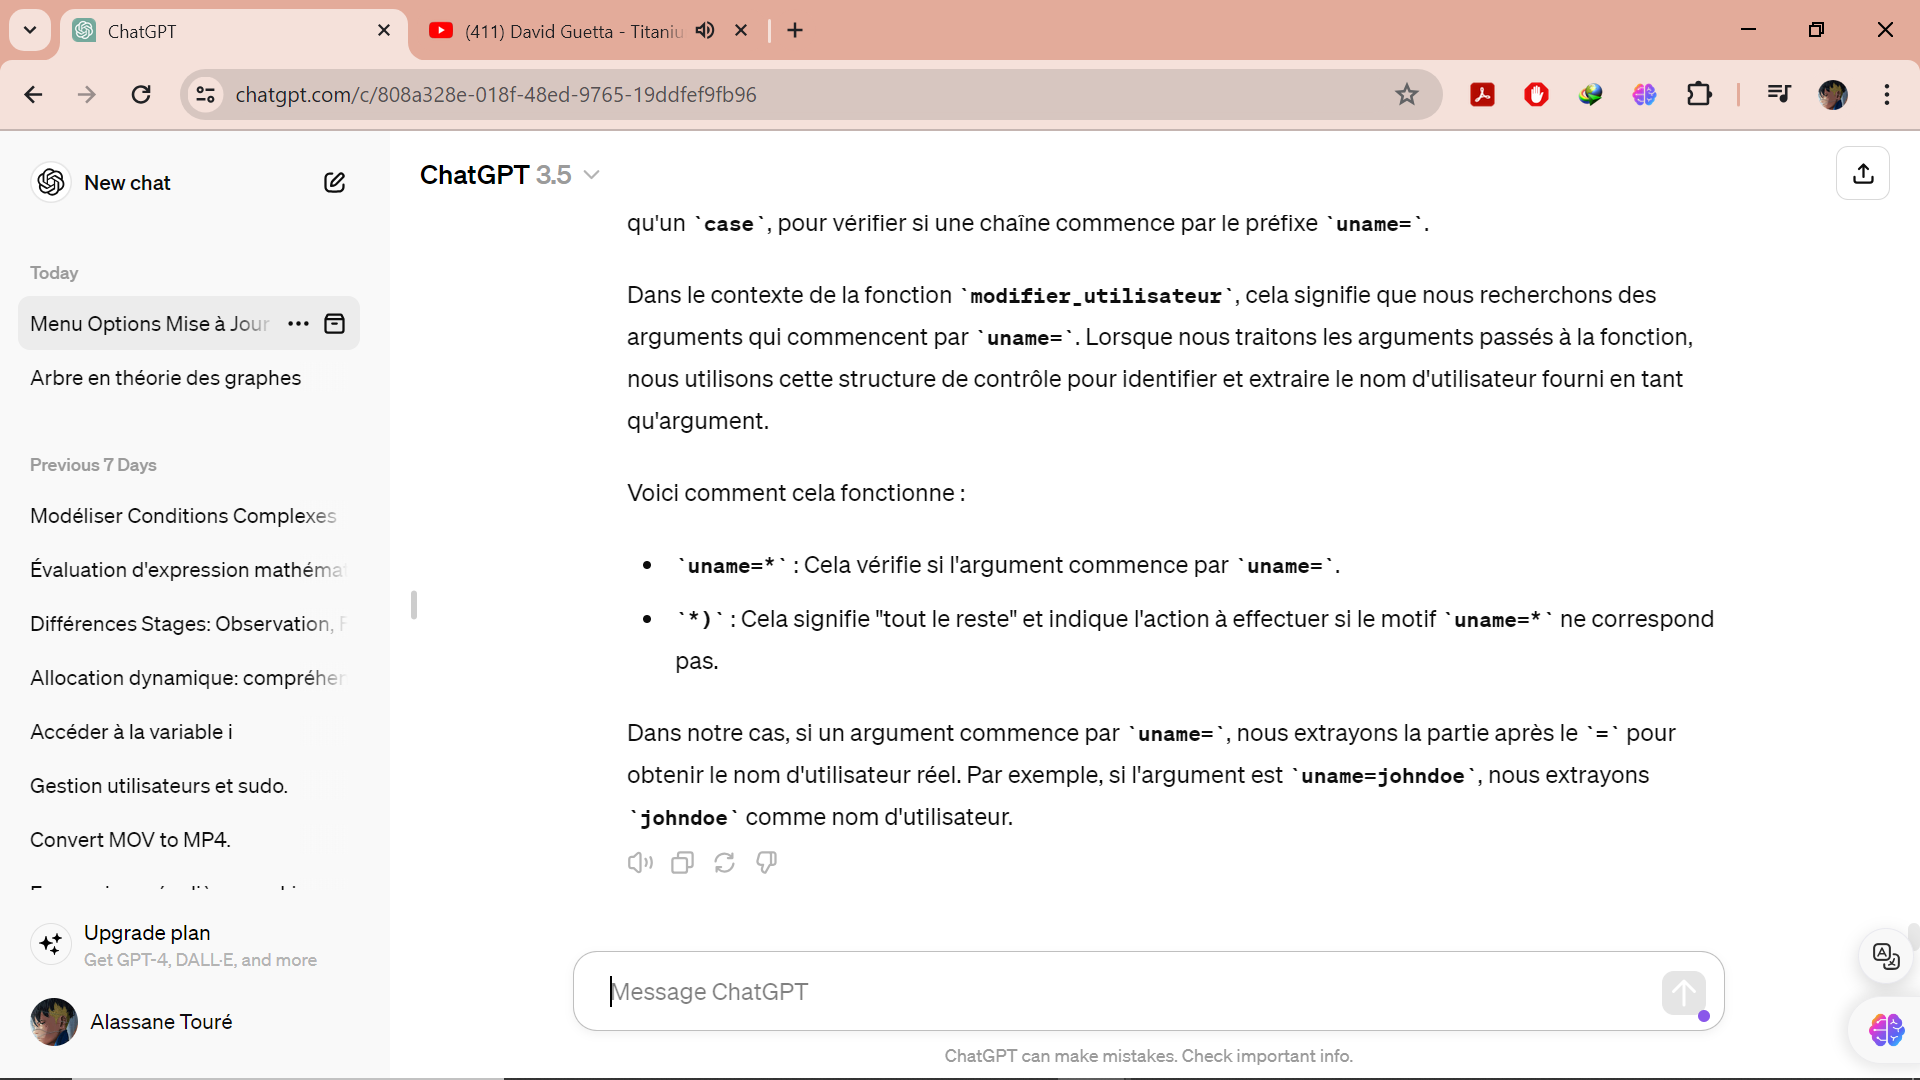 ChatGPT
(411) David Guetta - Titaniu
chatgpt.com/c/808a328e-018f-48ed-9765-19ddfef9fb96
New chat
Today
Menu Options Mise à Jour
Arbre en théorie des graphes
Previous 7 Days
Modéliser Conditions Complexes
Évaluation d'expression mathéma
Différences Stages: Observation,
Allocation dynamique: compréhen
Accéder à la variable i
Gestion utilisateurs et sudo.
Convert MOV to MP4.
Upgrade plan
Get GPT-4, DALL·E, and more
Alassane Touré
ChatGPT 3.5
qu'un `case`, pour vérifier si une chaîne commence par le préfixe `uname=`.
Dans le contexte de la fonction `modifier_utilisateur`, cela signifie que nous recherchons des
arguments qui commencent par `uname=`. Lorsque nous traitons les arguments passés à la fonction,
nous utilisons cette structure de contrôle pour identifier et extraire le nom d'utilisateur fourni en tant
qu'argument.
Voici comment cela fonctionne :
• `uname=*` : Cela vérifie si l'argument commence par `uname=`.
• `*)` : Cela signifie "tout le reste" et indique l'action à effectuer si le motif `uname=*` ne correspond
pas.
Dans notre cas, si un argument commence par `uname=`, nous extrayons la partie après le `=` pour
obtenir le nom d'utilisateur réel. Par exemple, si l'argument est `uname=johndoe`, nous extrayons
`johndoe` comme nom d'utilisateur.
Message ChatGPT
ChatGPT can make mistakes. Check important info.